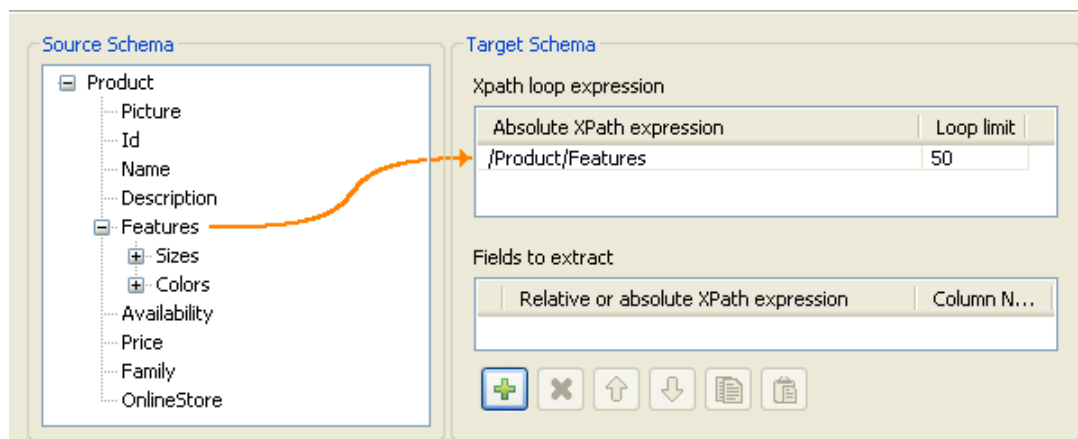 Source Schema
Product
Picture
Id
Name
Description
Features
Sizes
Colors
Availability
Price
Family
OnlineStore
Target Schema
Xpath loop expression
Absolute XPath expression Loop limit
/Product/Features 50
Fields to extract
Relative or absolute XPath expression Column N...